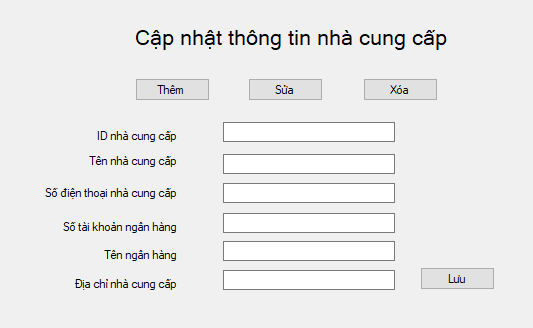 Cập nhật thông tin nhà cung cấp
Thêm Sửa Xóa
ID nhà cung cấp
Tên nhà cung cấp
Số điện thoại nhà cung cấp
Số tài khoản ngân hàng
Tên ngân hàng
Địa chỉ nhà cung cấp Lưu